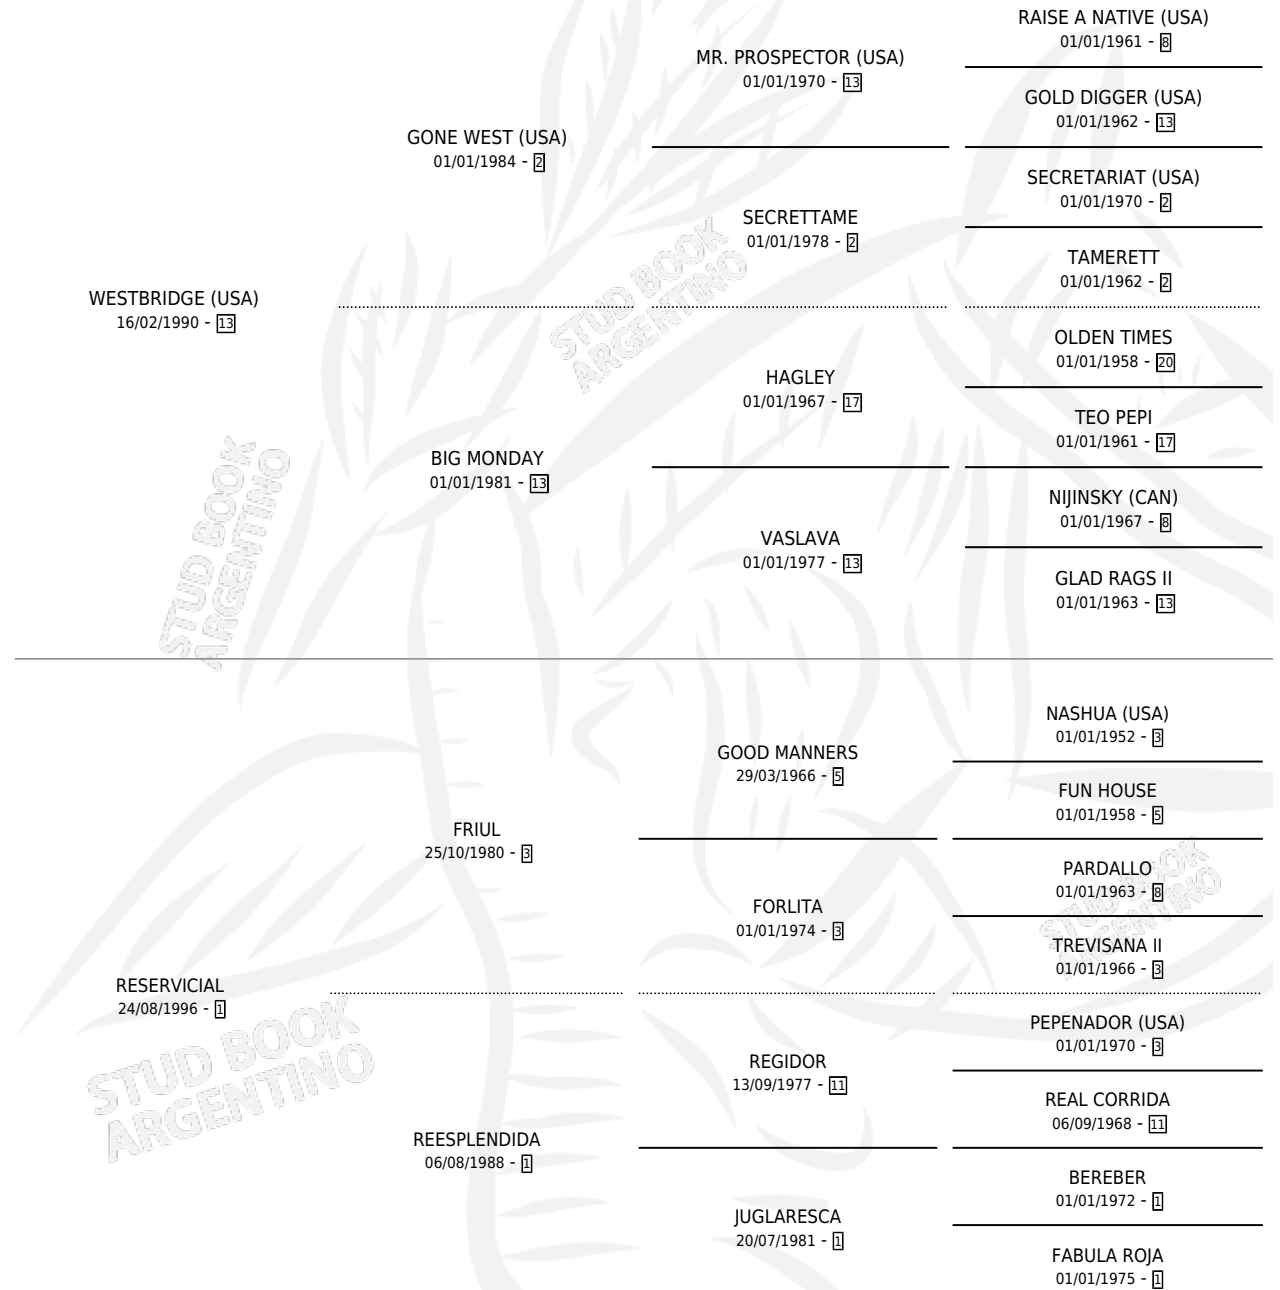 RAISE A NATIVE (USA)
01/01/1961 - 8
MR. PROSPECTOR (USA)
01/01/1970 - 13
GOLD DIGGER (USA)
01/01/1962 - 13
GONE WEST (USA)
01/01/1984 - 2
SECRETARIAT (USA)
01/01/1970 - 2
SECRETTAME
01/01/1978 - 2
TAMERETT
01/01/1962 - 2
WESTBRIDGE (USA)
16/02/1990 - 13
OLDEN TIMES
01/01/1958 - 20
HAGLEY
01/01/1967 - 17
TEO PEPI
01/01/1961 - 17
BIG MONDAY
01/01/1981 - 13
NIJINSKY (CAN)
01/01/1967 - 8
VASLAVA
01/01/1977 - 13
GLAD RAGS II
01/01/1963 - 13
NASHUA (USA)
01/01/1952 - 3
GOOD MANNERS
29/03/1966 - 5
FUN HOUSE
01/01/1958 - 5
FRIUL
25/10/1980 - 3
PARDALLO
01/01/1963 - 8
FORLITA
01/01/1974 - 3
TREVISANA II
01/01/1966 - 3
RESERVICIAL
24/08/1996 - 1
PEPENADOR (USA)
01/01/1970 - 3
REGIDOR
13/09/1977 - 11
REAL CORRIDA
06/09/1968 - 11
REESPLENDIDA
06/08/1988 - 1
BEREBER
01/01/1972 - 1
JUGLARESCA
20/07/1981 - 1
FABULA ROJA
01/01/1975 - 1
STUD BOOK
ARGENTINO
STUD BOOK
ARGENTINO
STUD BOOK
ARGENTINO
STUD BOOK
ARGENTINO